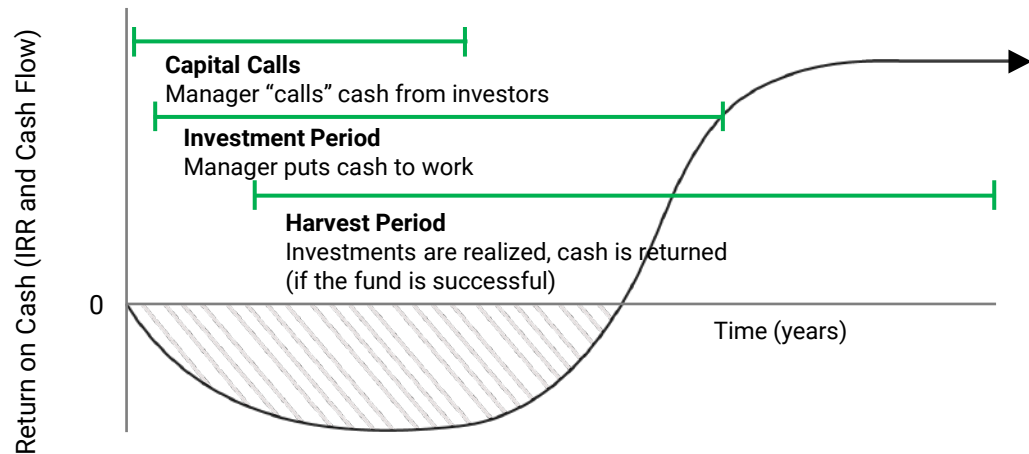 Return on Cash (IRR and Cash Flow)
Capital Calls
Manager “calls” cash from investors
Investment Period
Manager puts cash to work
Harvest Period
Investments are realized, cash is returned
(if the fund is successful)
0
Time (years)